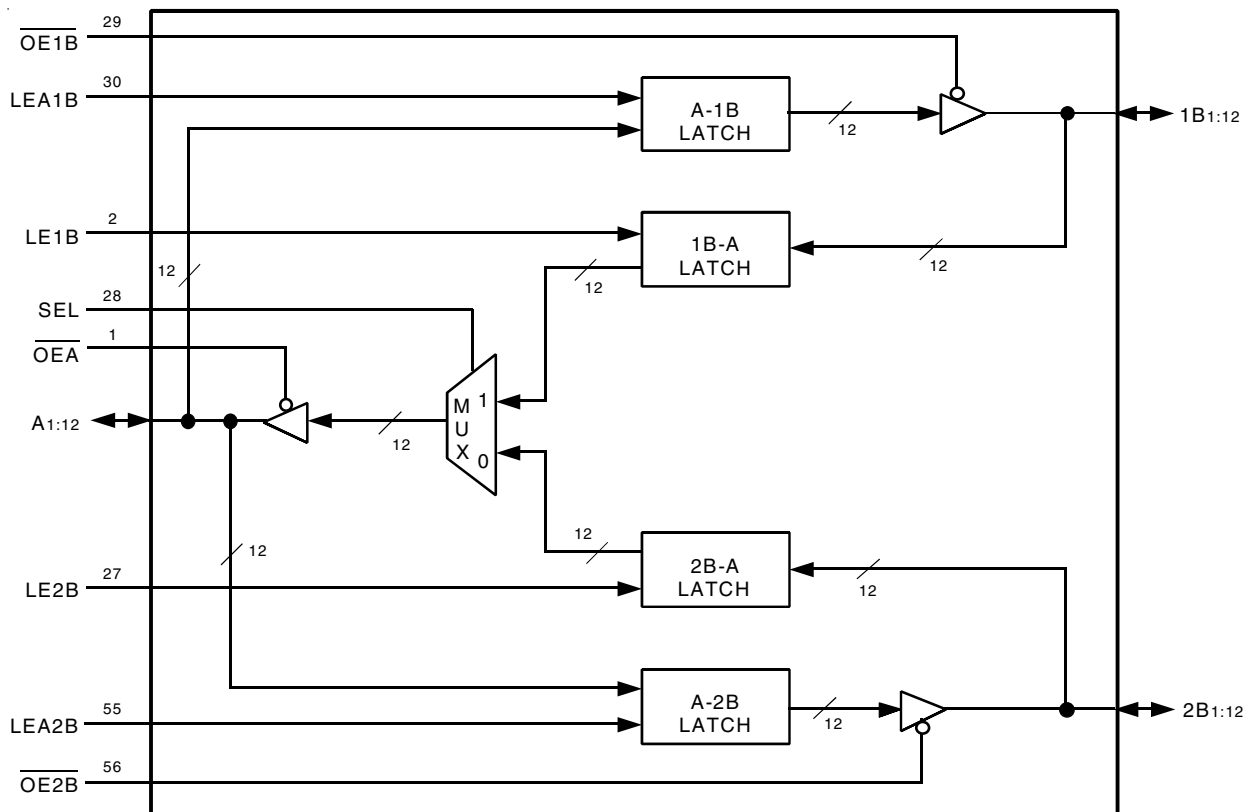 29
OE1B
30
LEA1B
A-1B
LATCH
12
1B1:12
2
LE1B
1B-A
LATCH
12
12
12
28
SEL
1
OEA
A1:12
12
MUX
1
0
12
12
27
LE2B
2B-A
LATCH
12
55
LEA2B
A-2B
LATCH
12
2B1:12
56
OE2B